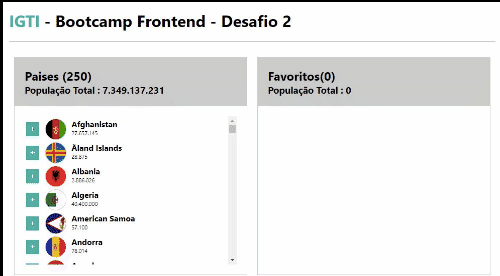 IGTI - Bootcamp Frontend - Desafio 2
Paises (250)
População Total : 7.349.137.231
Favoritos(0)
População Total : 0
+ Afghanistan
27.657.145
+ Åland Islands
28.875
+ Albania
2.886.026
+ Algeria
40.400.000
+ American Samoa
57.100
+ Andorra
78.014